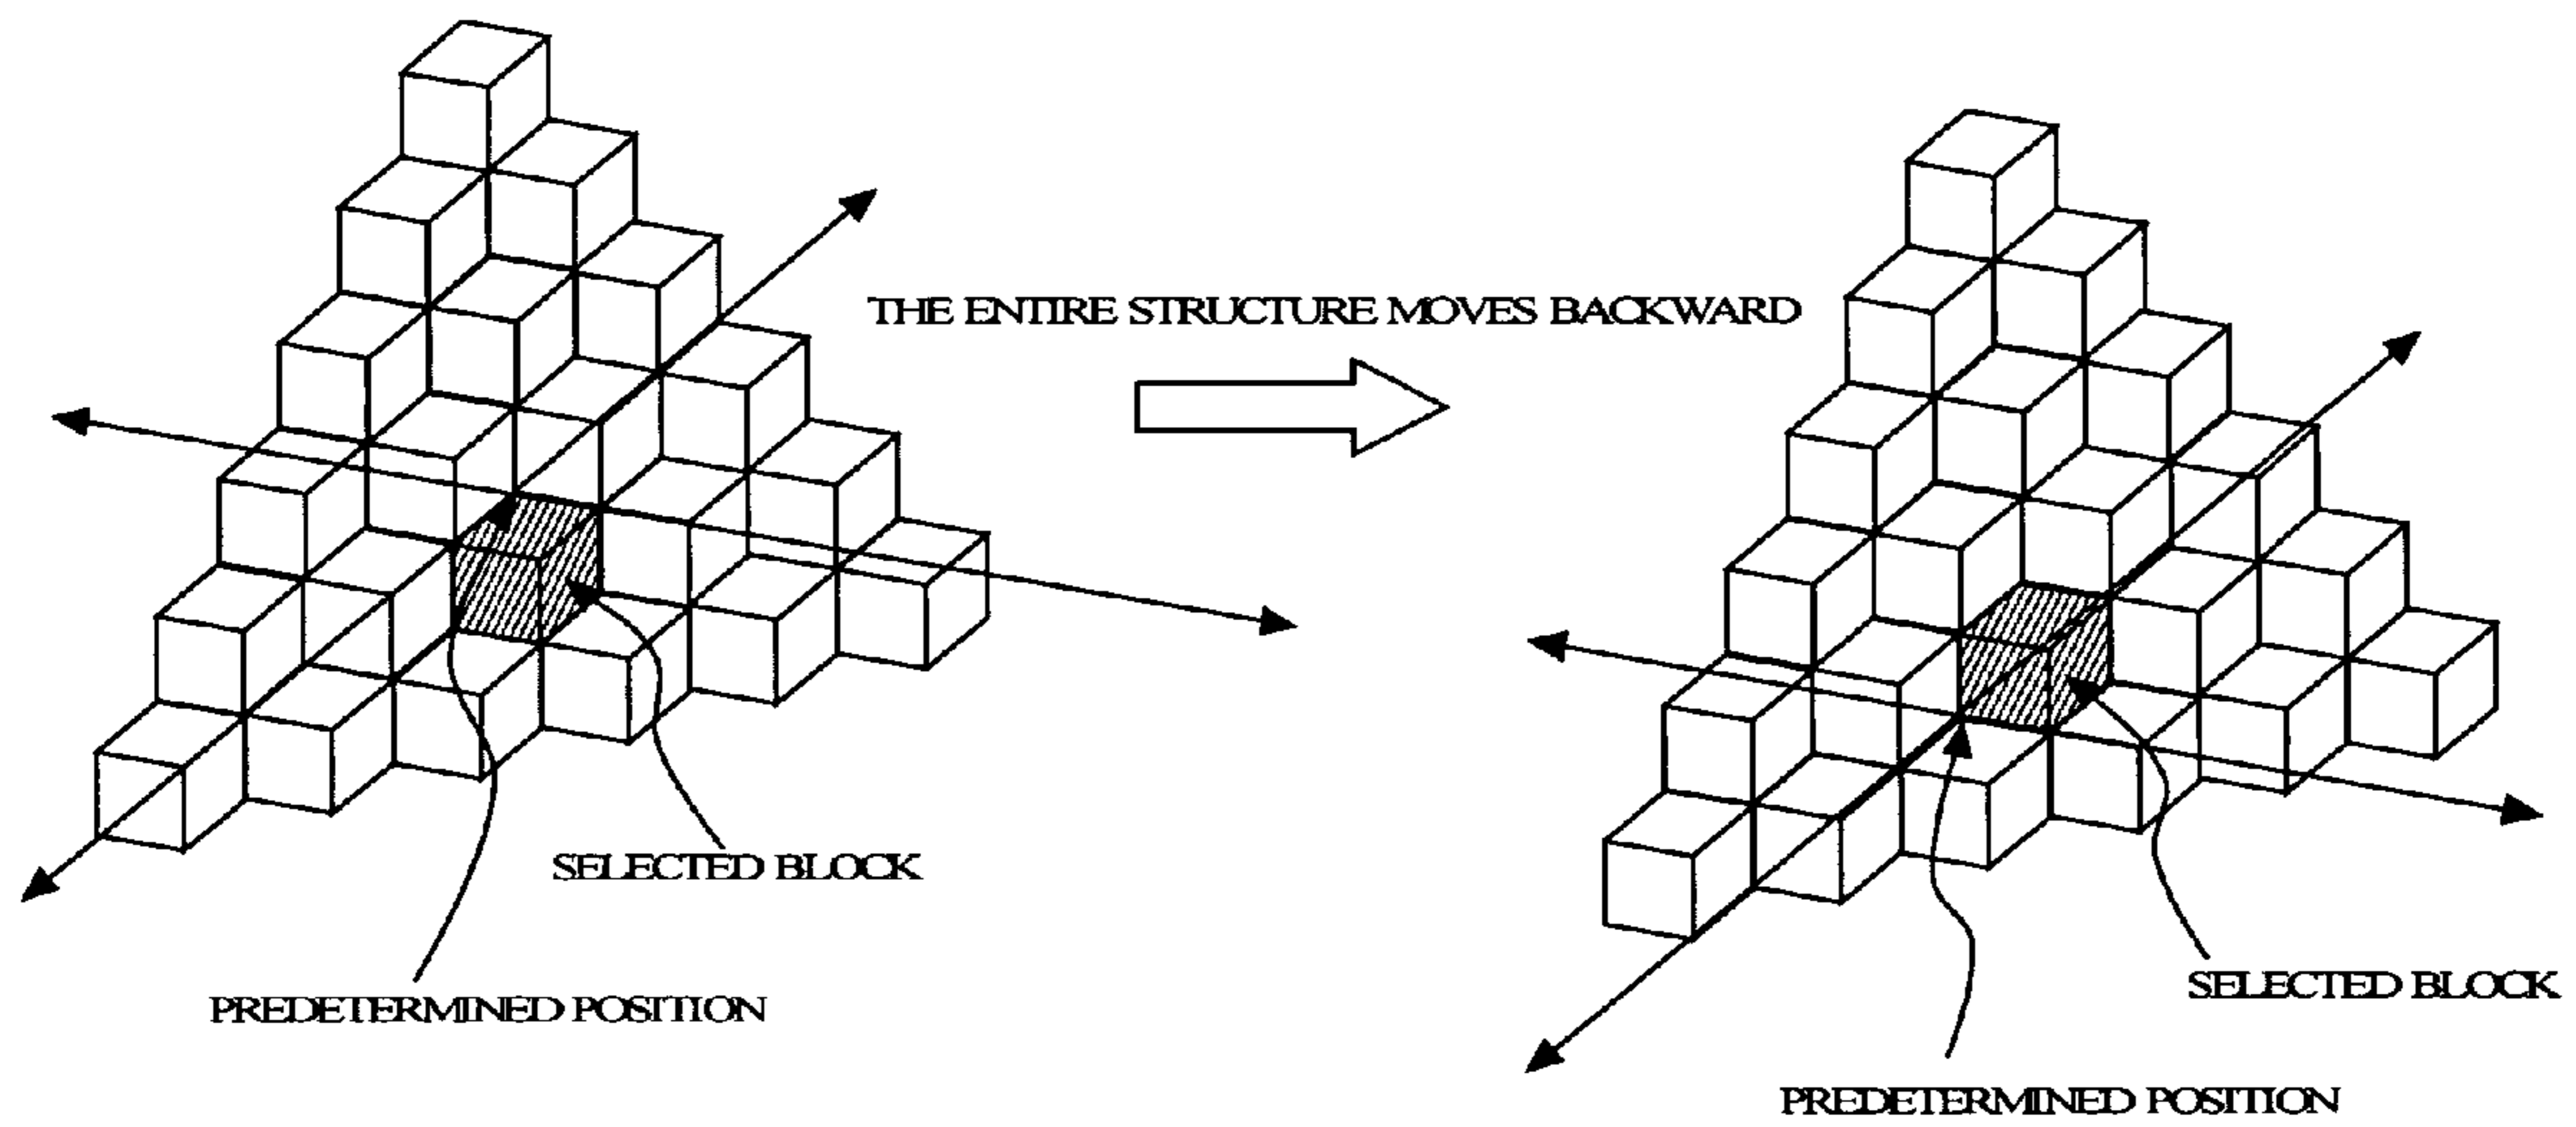 THE ENTIRE STRUCTURE MOVES BACKWARD
SELECTED BLOCK
PREDETERMINED POSITION
SELECTED BLOCK
PREDETERMINED POSITION